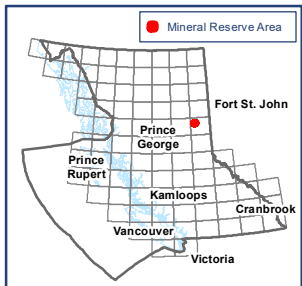 Mineral Reserve Area
Fort St. John
Prince
George
Prince
Rupert
Kamloops
Cranbrook
Vancouver
Victoria